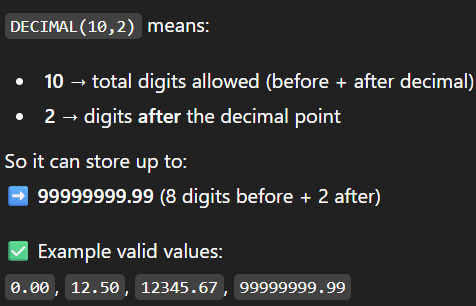 DECIMAL(10,2) means:
• 10 → total digits allowed (before + after decimal)
• 2 → digits after the decimal point
So it can store up to:
➡️ 99999999.99 (8 digits before + 2 after)
✅ Example valid values:
0.00, 12.50, 12345.67, 99999999.99